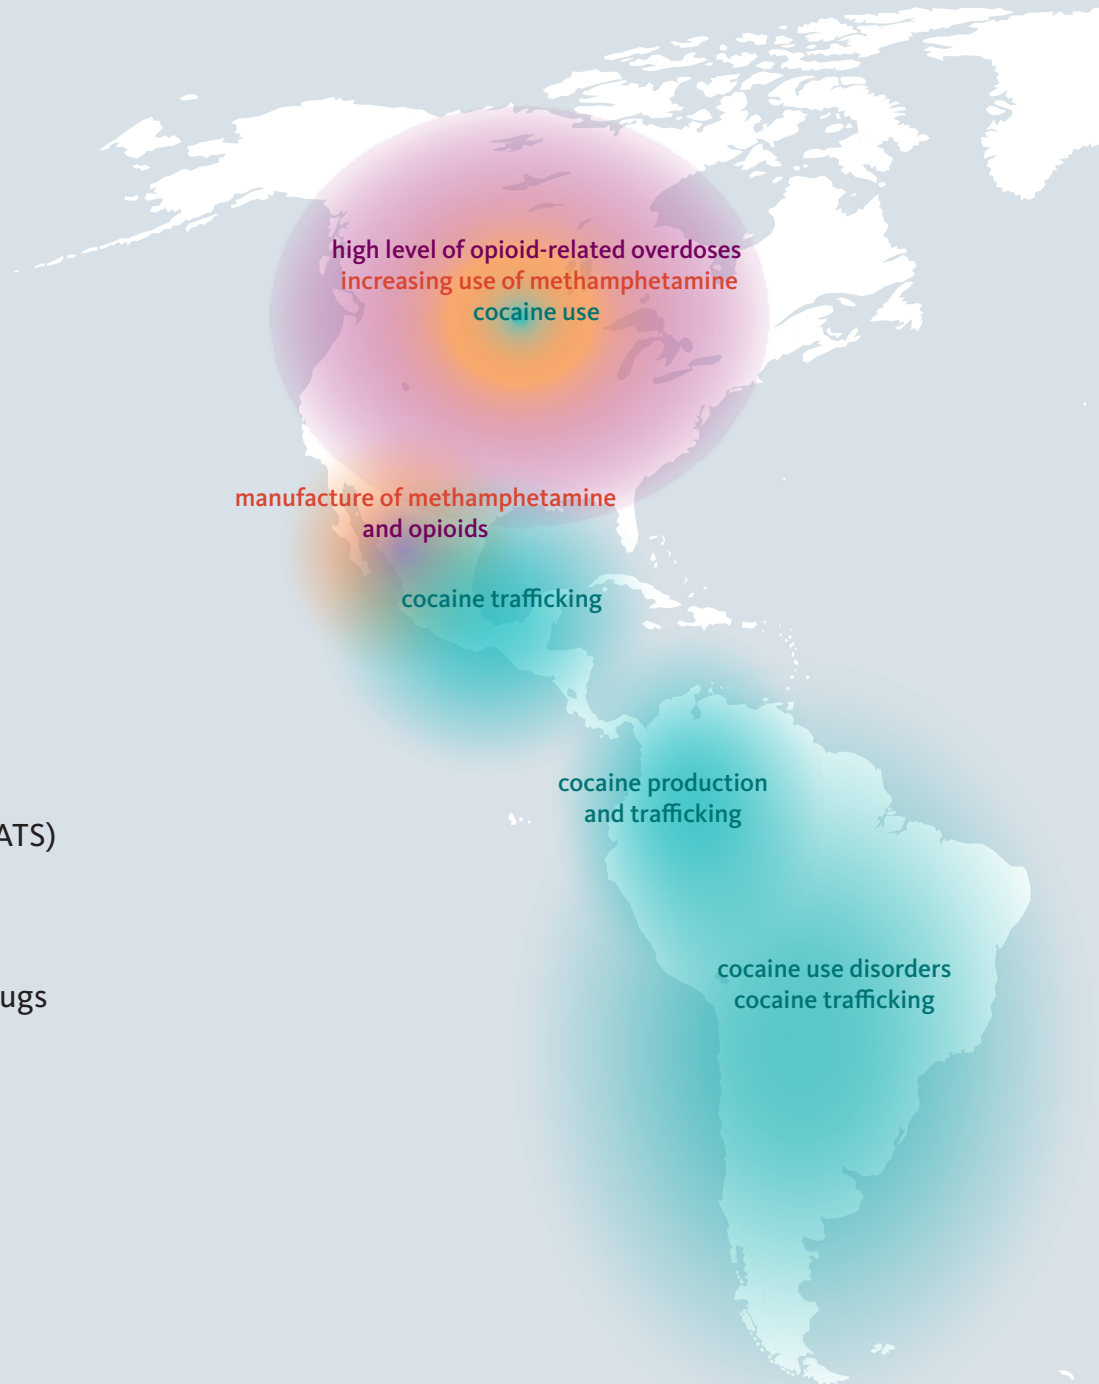 high level of opioid-related overdoses
increasing use of methamphetamine
cocaine use
manufacture of methamphetamine
and opioids
cocaine trafficking
cocaine production
and trafficking
ATS)
cocaine use disorders
ugs
cocaine trafficking